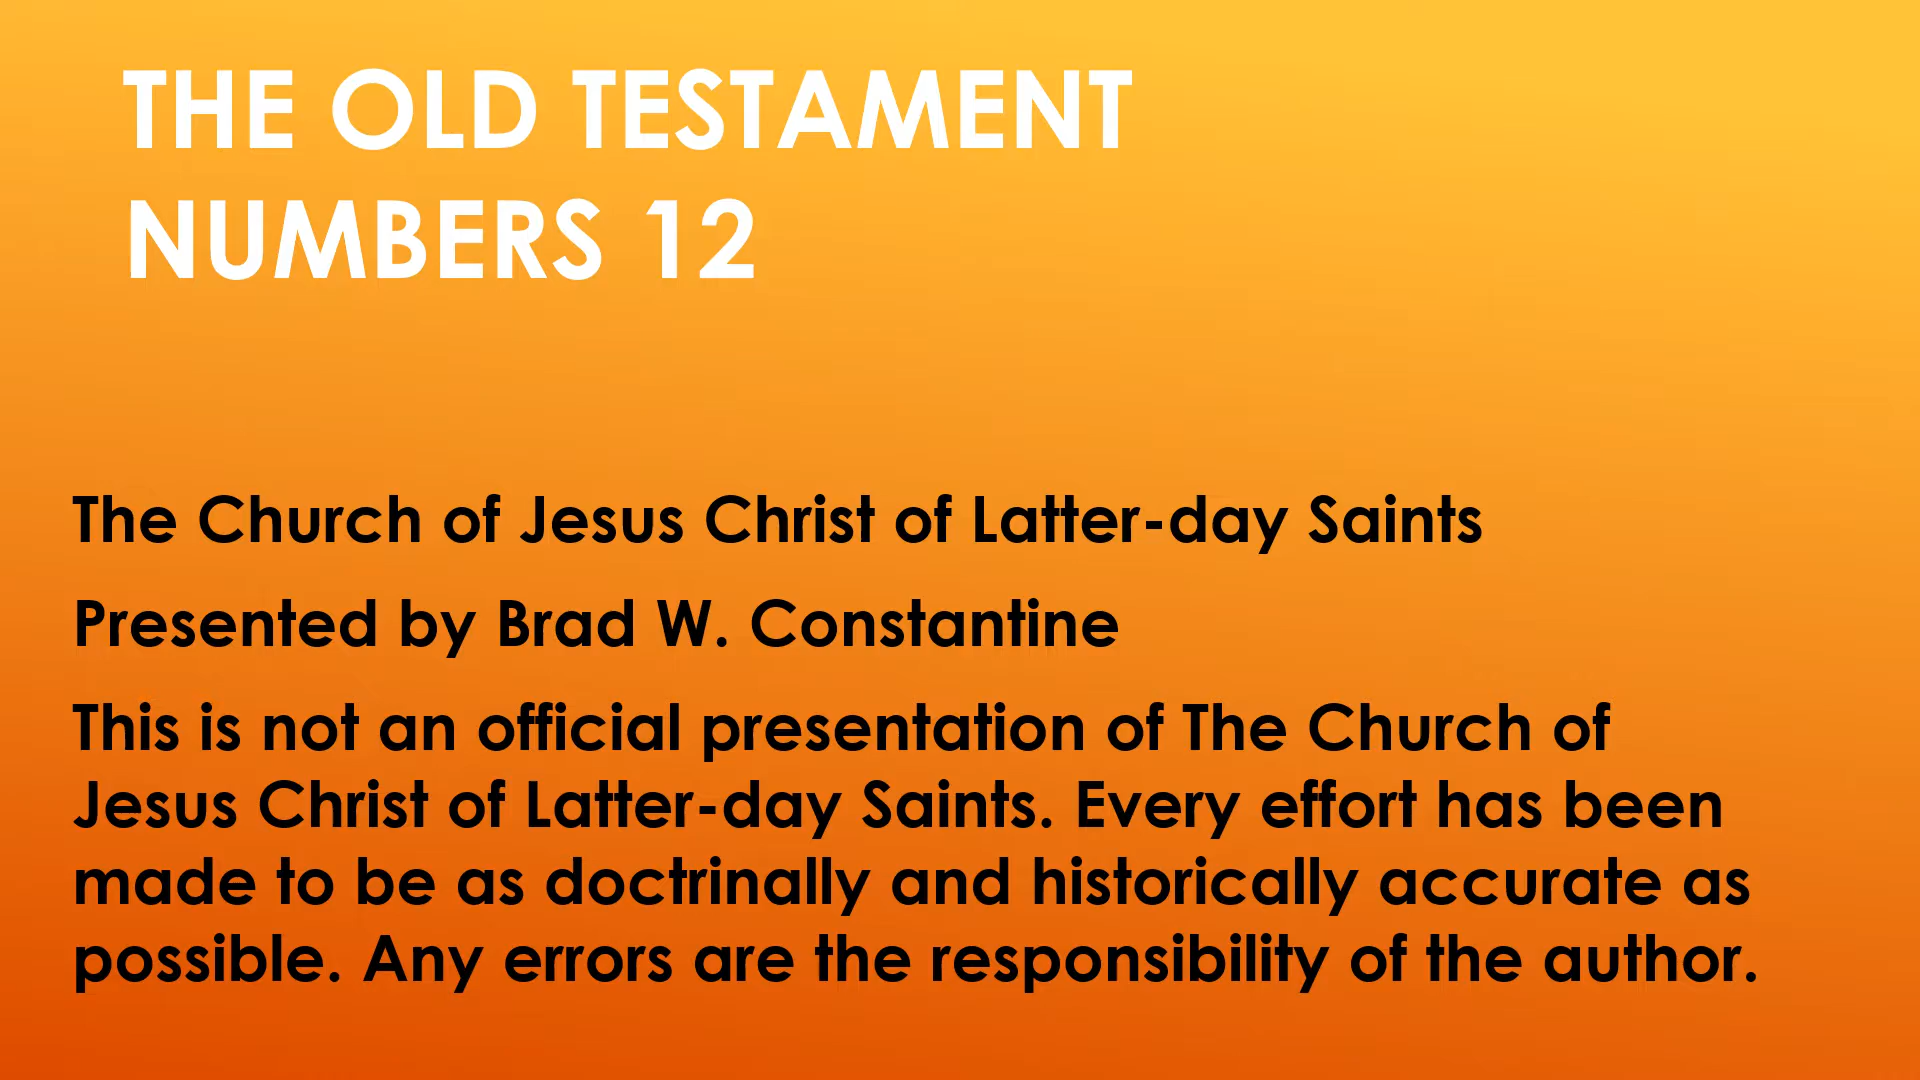 THE OLD TESTAMENT
NUMBERS 12
The Church of Jesus Christ of Latter-day Saints
Presented by Brad W. Constantine
This is not an official presentation of The Church of
Jesus Christ of Latter-day Saints. Every effort has been
made to be as doctrinally and historically accurate as
possible. Any errors are the responsibility of the author.